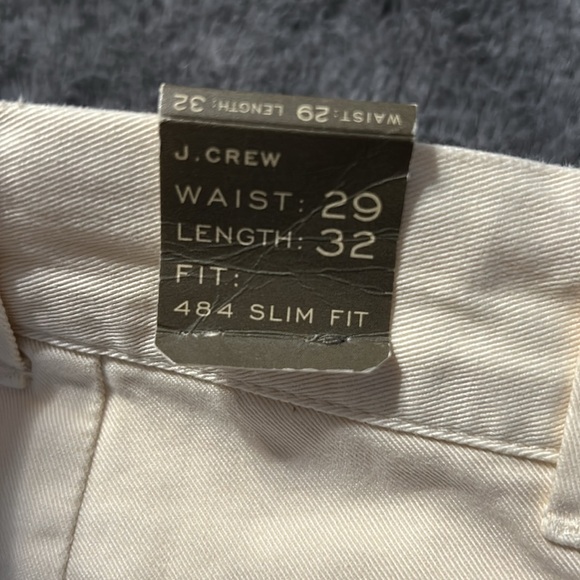 WAIST: 29 LENGTH: 32
J.CREW
WAIST: 29
LENGTH: 32
FIT:
484 SLIM FIT